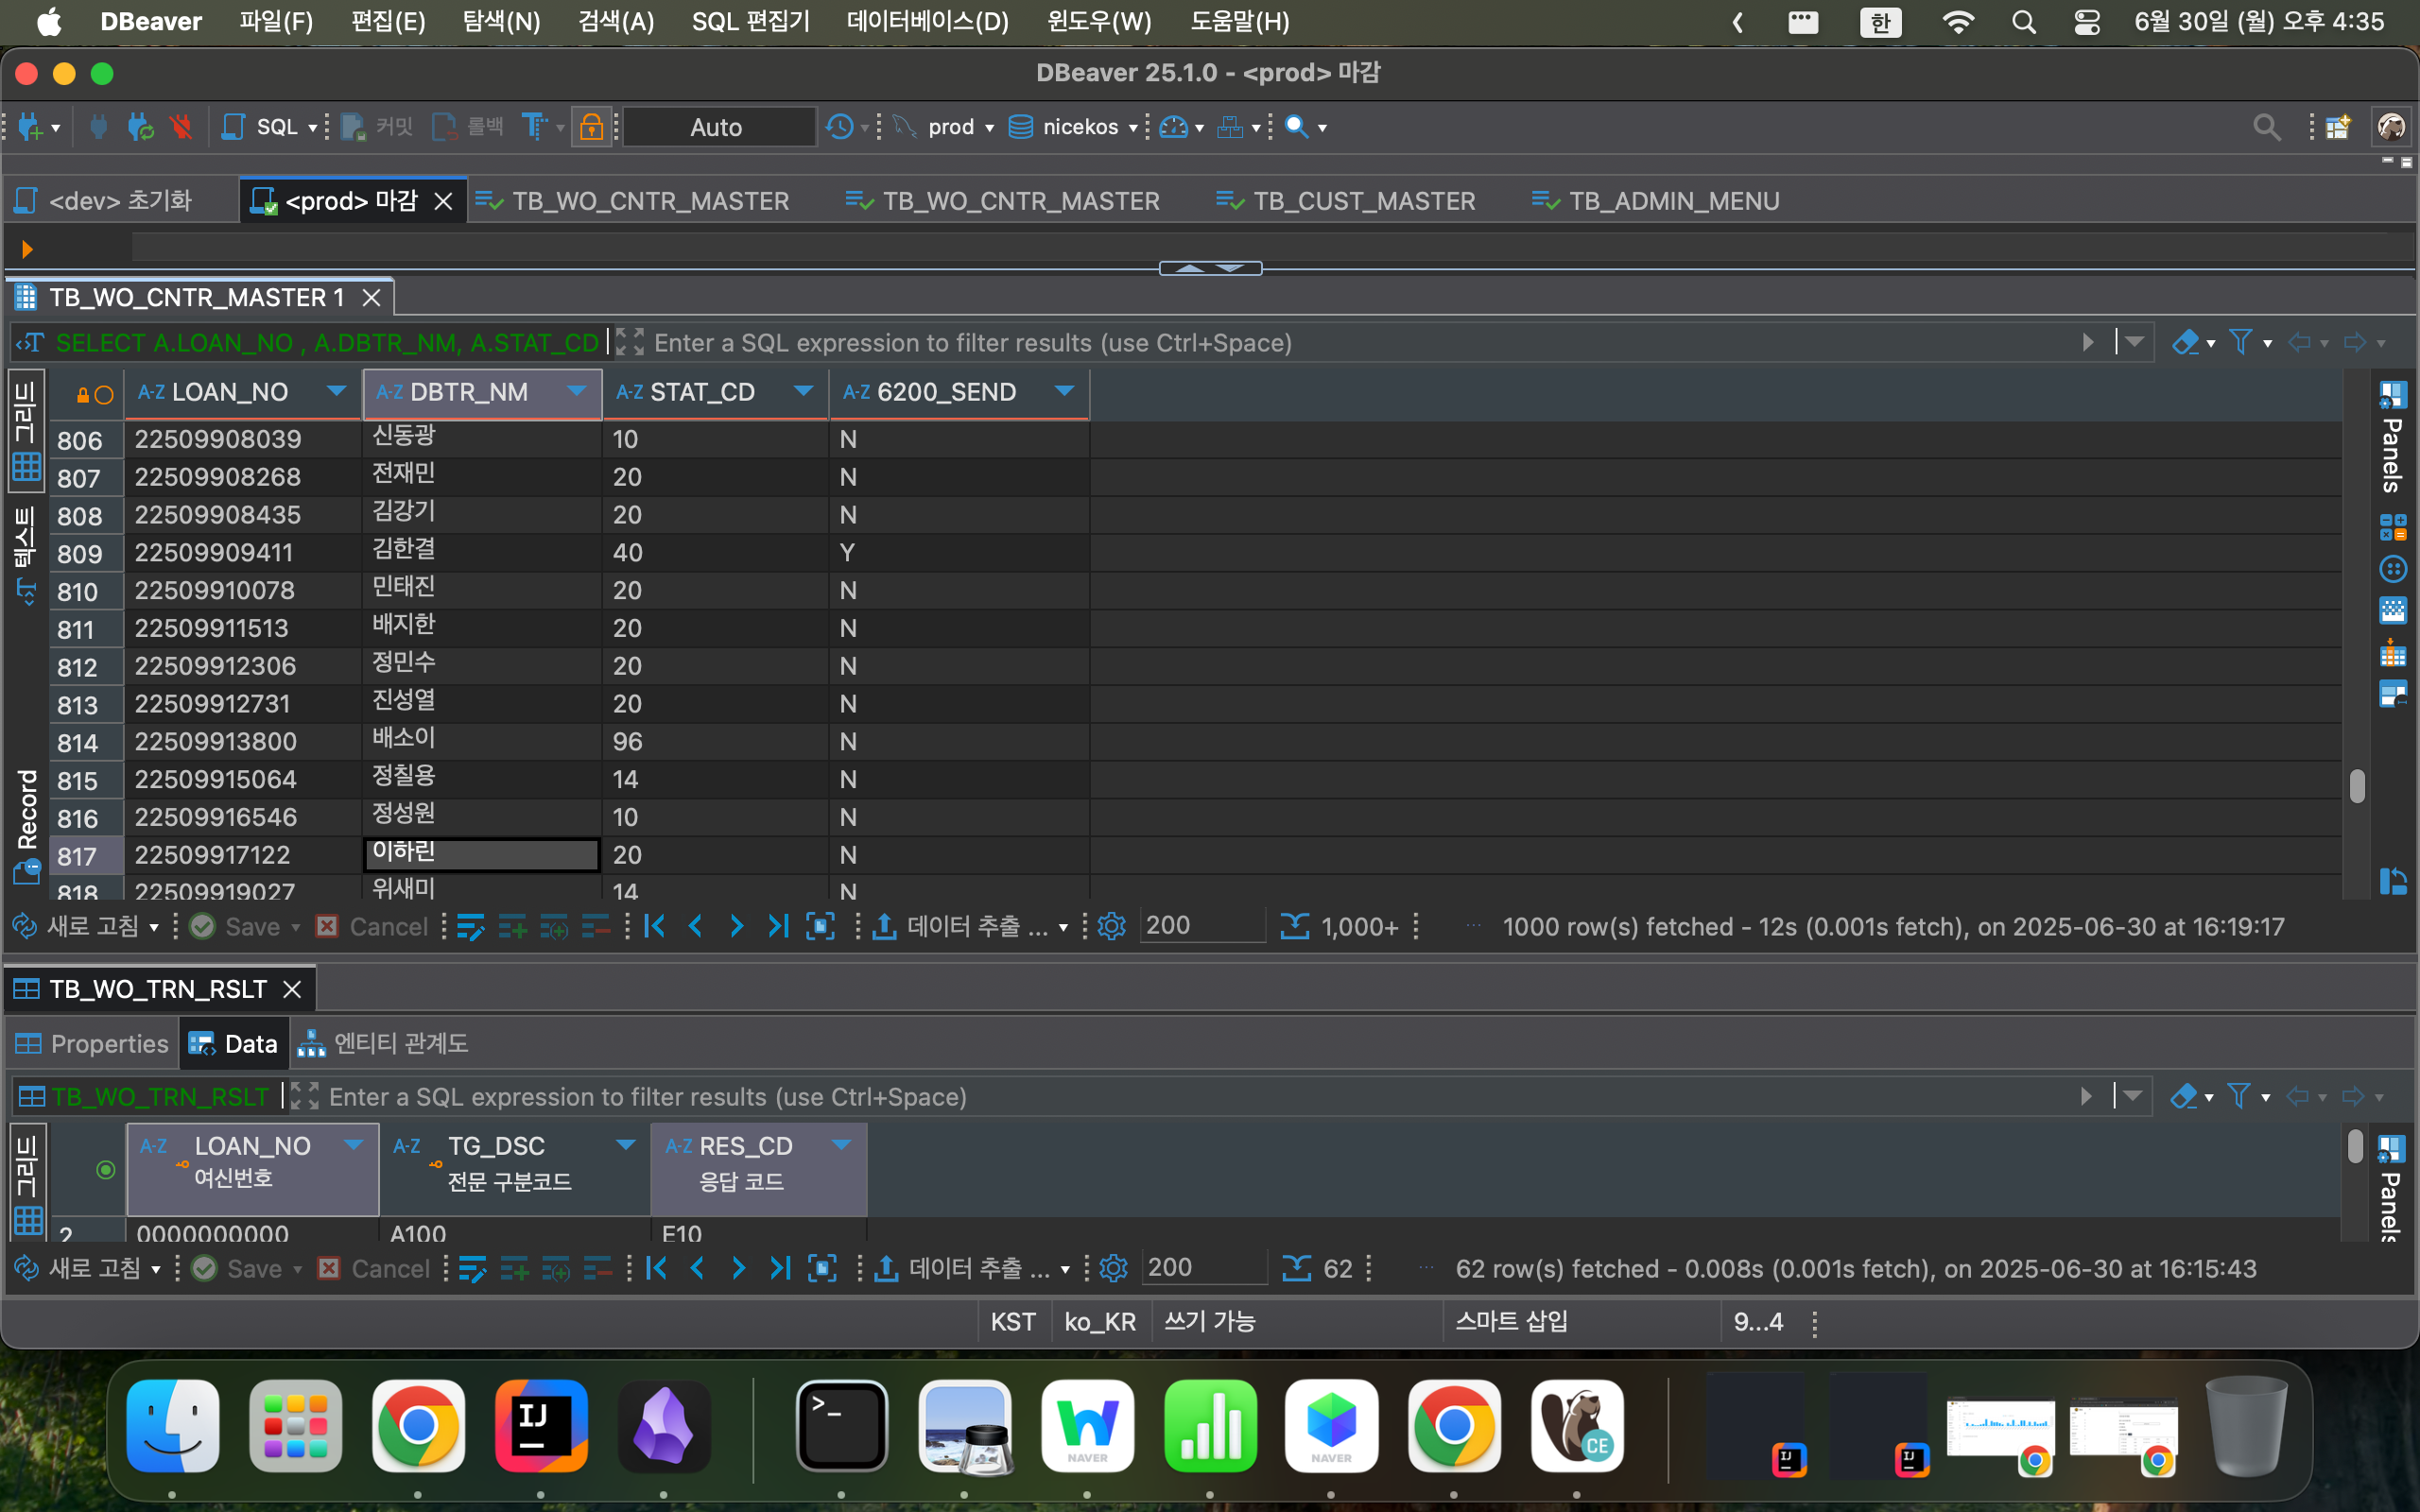 DBeaver 파일(F) 편집(E) 탐색(N) 검색(A) SQL 편집기 데이터베이스(D) 윈도우(W) 도움말(H) 한 6월 30일 (월) 오후 4:35
DBeaver 25.1.0 - <prod> 마감
SQL 커밋 롤백 Auto prod nicekos
<dev> 초기화 <prod> 마감 TB_WO_CNTR_MASTER TB_WO_CNTR_MASTER TB_CUST_MASTER TB_ADMIN_MENU
TB_WO_CNTR_MASTER 1
SELECT A.LOAN_NO , A.DBTR_NM, A.STAT_CD Enter a SQL expression to filter results (use Ctrl+Space)
그리드
텍스트
Record
Panels
A-Z LOAN_NO A-Z DBTR_NM A-Z STAT_CD A-Z 6200_SEND
806 22509908039 신동광 10 N
807 22509908268 전재민 20 N
808 22509908435 김강기 20 N
809 22509909411 김한결 40 Y
810 22509910078 민태진 20 N
811 22509911513 배지한 20 N
812 22509912306 정민수 20 N
813 22509912731 진성열 20 N
814 22509913800 배소이 96 N
815 22509915064 정칠용 14 N
816 22509916546 정성원 10 N
817 22509917122 이하린 20 N
818 22509919027 위새미 14 N
새로 고침 Save Cancel 데이터 추출 ... 200 1,000+ 1000 row(s) fetched - 12s (0.001s fetch), on 2025-06-30 at 16:19:17
TB_WO_TRN_RSLT
Properties Data 엔티티 관계도
TB_WO_TRN_RSLT Enter a SQL expression to filter results (use Ctrl+Space)
그리드
Panels
A-Z LOAN_NO A-Z TG_DSC A-Z RES_CD
여신번호 전문 구분코드 응답 코드
2 0000000000 A100 E10
새로 고침 Save Cancel 데이터 추출 ... 200 62 62 row(s) fetched - 0.008s (0.001s fetch), on 2025-06-30 at 16:15:43
KST ko_KR 쓰기 가능 스마트 삽입 9...4
IJ
>_
NAVER
NAVER
CE
IJ
IJ